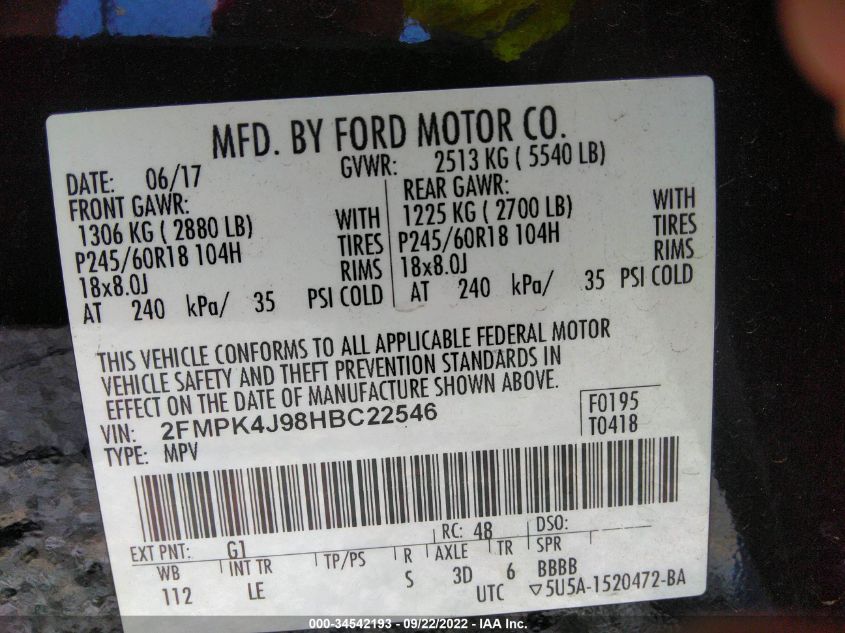 MFD. BY FORD MOTOR CO.
DATE: 06/17 GVWR: 2513 KG ( 5540 LB)
FRONT GAWR: REAR GAWR:
1306 KG ( 2880 LB) WITH 1225 KG ( 2700 LB) WITH
P245/60R18 104H TIRES P245/60R18 104H TIRES
18x8.0J RIMS 18x8.0J RIMS
AT 240 kPa/ 35 PSI COLD AT 240 kPa/ 35 PSI COLD
THIS VEHICLE CONFORMS TO ALL APPLICABLE FEDERAL MOTOR
VEHICLE SAFETY AND THEFT PREVENTION STANDARDS IN
EFFECT ON THE DATE OF MANUFACTURE SHOWN ABOVE.
VIN: 2FMPK4J98HBC22546 F0195
TYPE: MPV T0418
EXT PNT: G1 RC: 48 DSO:
WB INT TR TP/PS R AXLE TR SPR
112 LE S 3D 6 BBBB
UTC ▽5U5A-1520472-BA
000-34542193 - 09/22/2022 - IAA Inc.